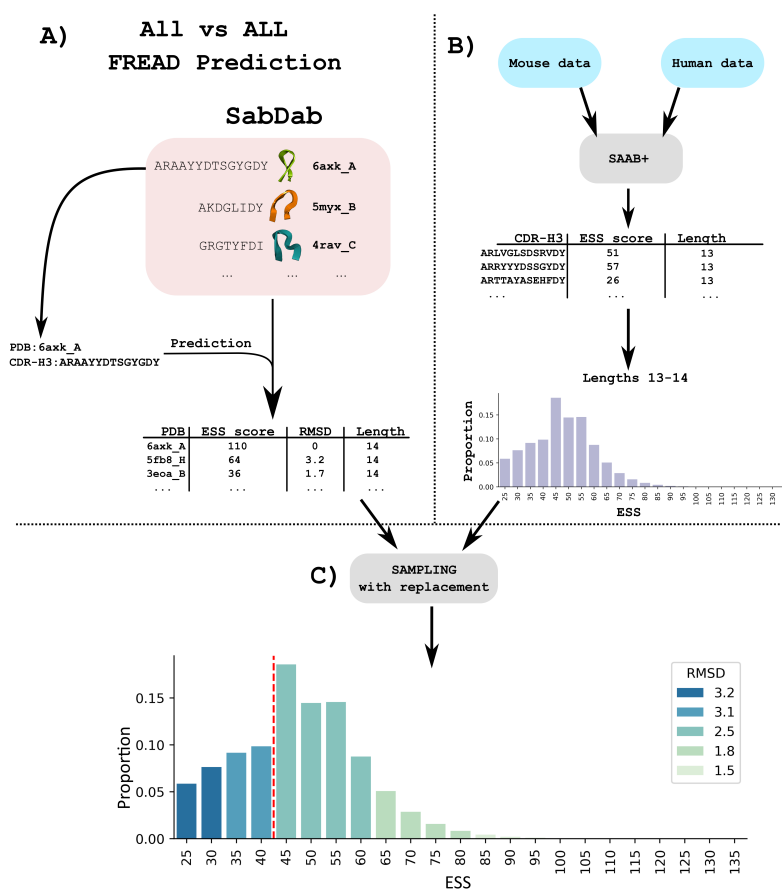 A)
All vs ALL
FREAD Prediction
SabDab
ARAAYYDTSGYGDY 6axk_A
AKDGLIDY 5myx_B
GRGTYFDI 4rav_C
... ... ...
PDB:6axk_A
CDR-H3:ARAAYYDTSGYGDY
Prediction
PDB ESS score RMSD Length
6axk_A 110 0 14
5fb8_H 64 3.2 14
3eoa_B 36 1.7 14
... ... ... ...
B)
Mouse data Human data
SAAB+
CDR-H3 ESS score Length
ARLVGLSDSRVDY 51 13
ARRYYYDSSGYDY 57 13
ARTTAYASEHFDY 26 13
... ... ...
Lengths 13-14
Proportion
0.15
0.10
0.05
0.00
25 30 35 40 45 50 55 60 65 70 75 80 85 90 95 100 105 110 115 120 125 130
ESS
C)
SAMPLING
with replacement
Proportion
0.15
0.10
0.05
0.00
25 30 35 40 45 50 55 60 65 70 75 80 85 90 95 100 105 110 115 120 125 130 135
ESS
RMSD
3.2
3.1
2.5
1.8
1.5